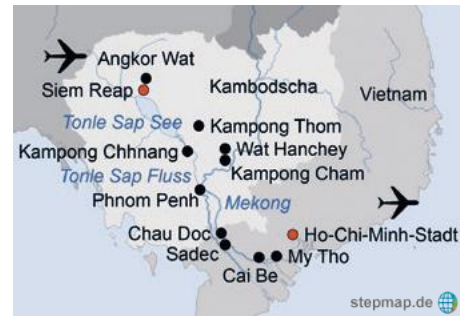 Angkor Wat
Siem Reap
Kambodscha
Vietnam
Tonle Sap See
Kampong Thom
Kampong Chhnang
Wat Hanchey
Tonle Sap Fluss
Kampong Cham
Phnom Penh
Mekong
Chau Doc
Ho-Chi-Minh-Stadt
Sadec
My Tho
Cai Be
stepmap.de